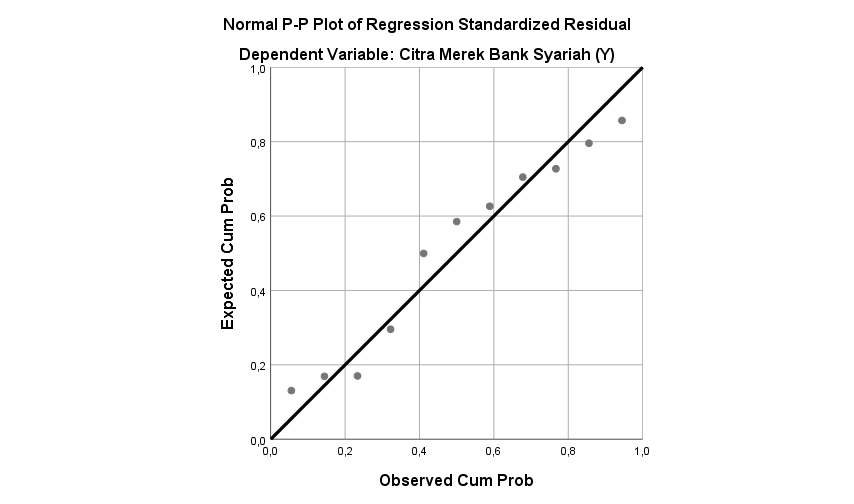 Normal P-P Plot of Regression Standardized Residual
Dependent Variable: Citra Merek Bank Syariah (Y)
1,0
0,8
0,6
0,4
0,2
0,0
Expected Cum Prob
0,0 0,2 0,4 0,6 0,8 1,0
Observed Cum Prob